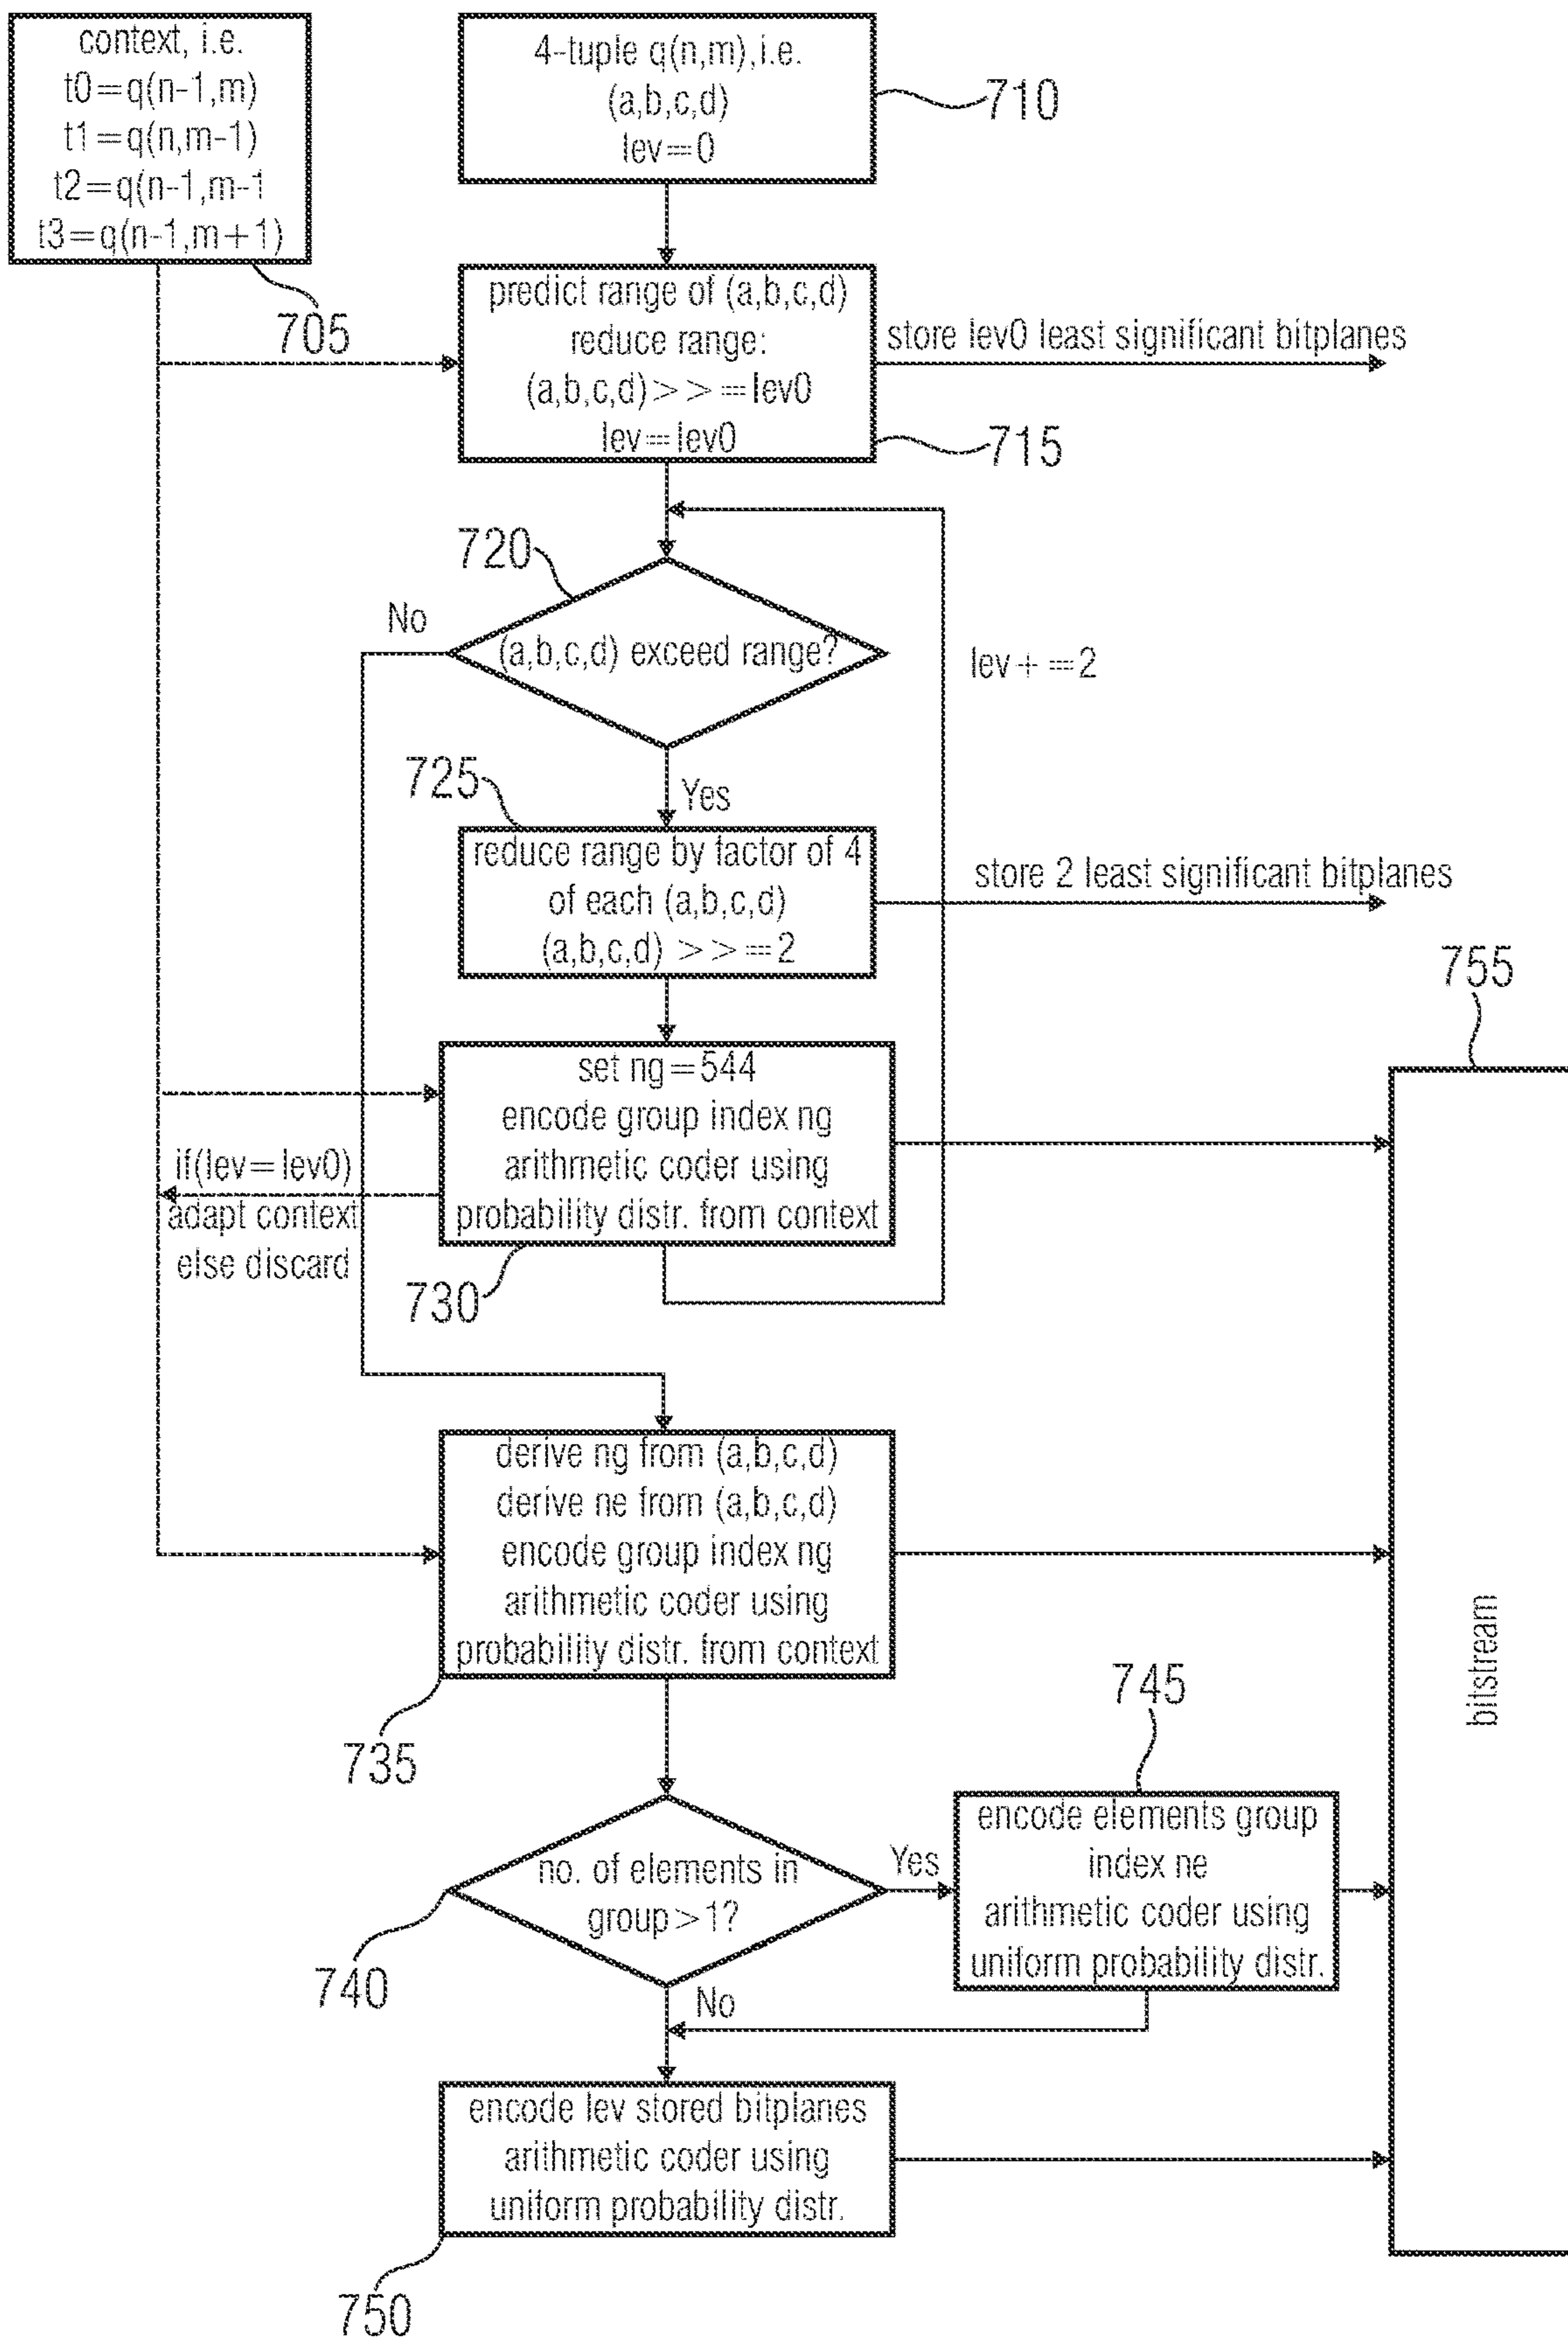 context, i.e.
t0=q(n-1,m)
t1=q(n,m-1)
t2=q(n-1,m-1
t3=q(n-1,m+1)
705
4-tuple q(n,m),i.e.
(a,b,c,d)
lev=0
710
predict range of (a,b,c,d)
reduce range:
(a,b,c,d)>>=lev0
lev=lev0
store lev0 least significant bitplanes
715
720
No
(a,b,c,d) exceed range?
lev+=2
725
Yes
reduce range by factor of 4
of each (a,b,c,d)
(a,b,c,d) >>=2
store 2 least significant bitplanes
755
set ng=544
encode group index ng
arithmetic coder using
probability distr. from context
if(lev=lev0)
adapt context
else discard
730
derive ng from (a,b,c,d)
derive ne from (a,b,c,d)
encode group index ng
arithmetic coder using
probability distr. from context
735
bitstream
745
no. of elements in
group>1?
Yes
encode elements group
index ne
arithmetic coder using
uniform probability distr.
740
No
encode lev stored bitplanes
arithmetic coder using
uniform probability distr.
750